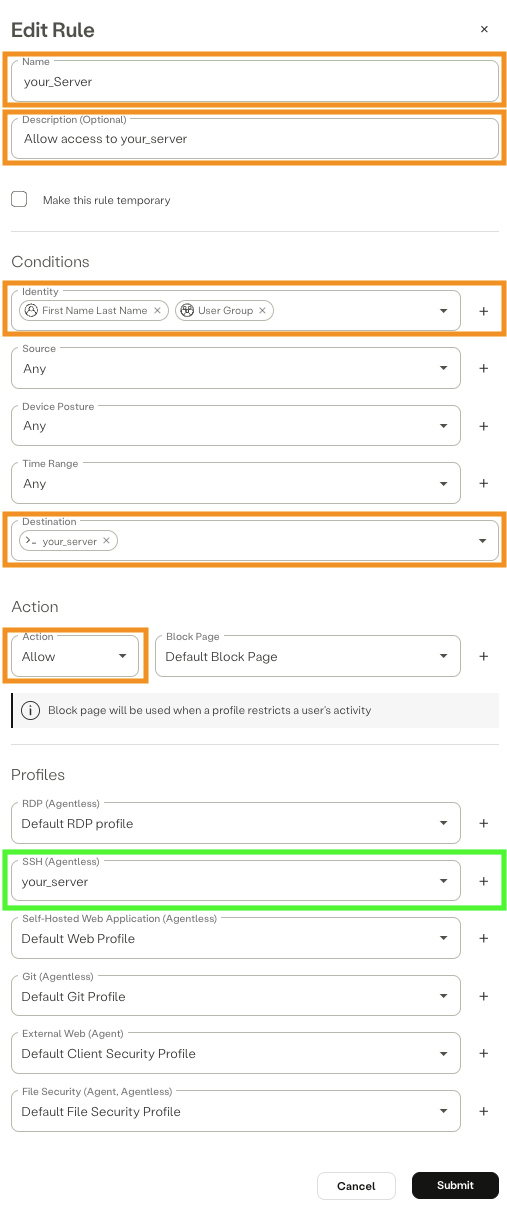 Edit Rule ×
Name
your_Server
Description (Optional)
Allow access to your_server
Make this rule temporary
Conditions
Identity
First Name Last Name × User Group × +
Source
Any +
Device Posture
Any +
Time Range
Any +
Destination
>_ your_server ×
Action
Action Block Page
Allow Default Block Page +
i Block page will be used when a profile restricts a user's activity
Profiles
RDP (Agentless)
Default RDP profile +
SSH (Agentless)
your_server +
Self-Hosted Web Application (Agentless)
Default Web Profile +
Git (Agentless)
Default Git Profile +
External Web (Agent)
Default Client Security Profile +
File Security (Agent, Agentless)
Default File Security Profile +
Cancel Submit